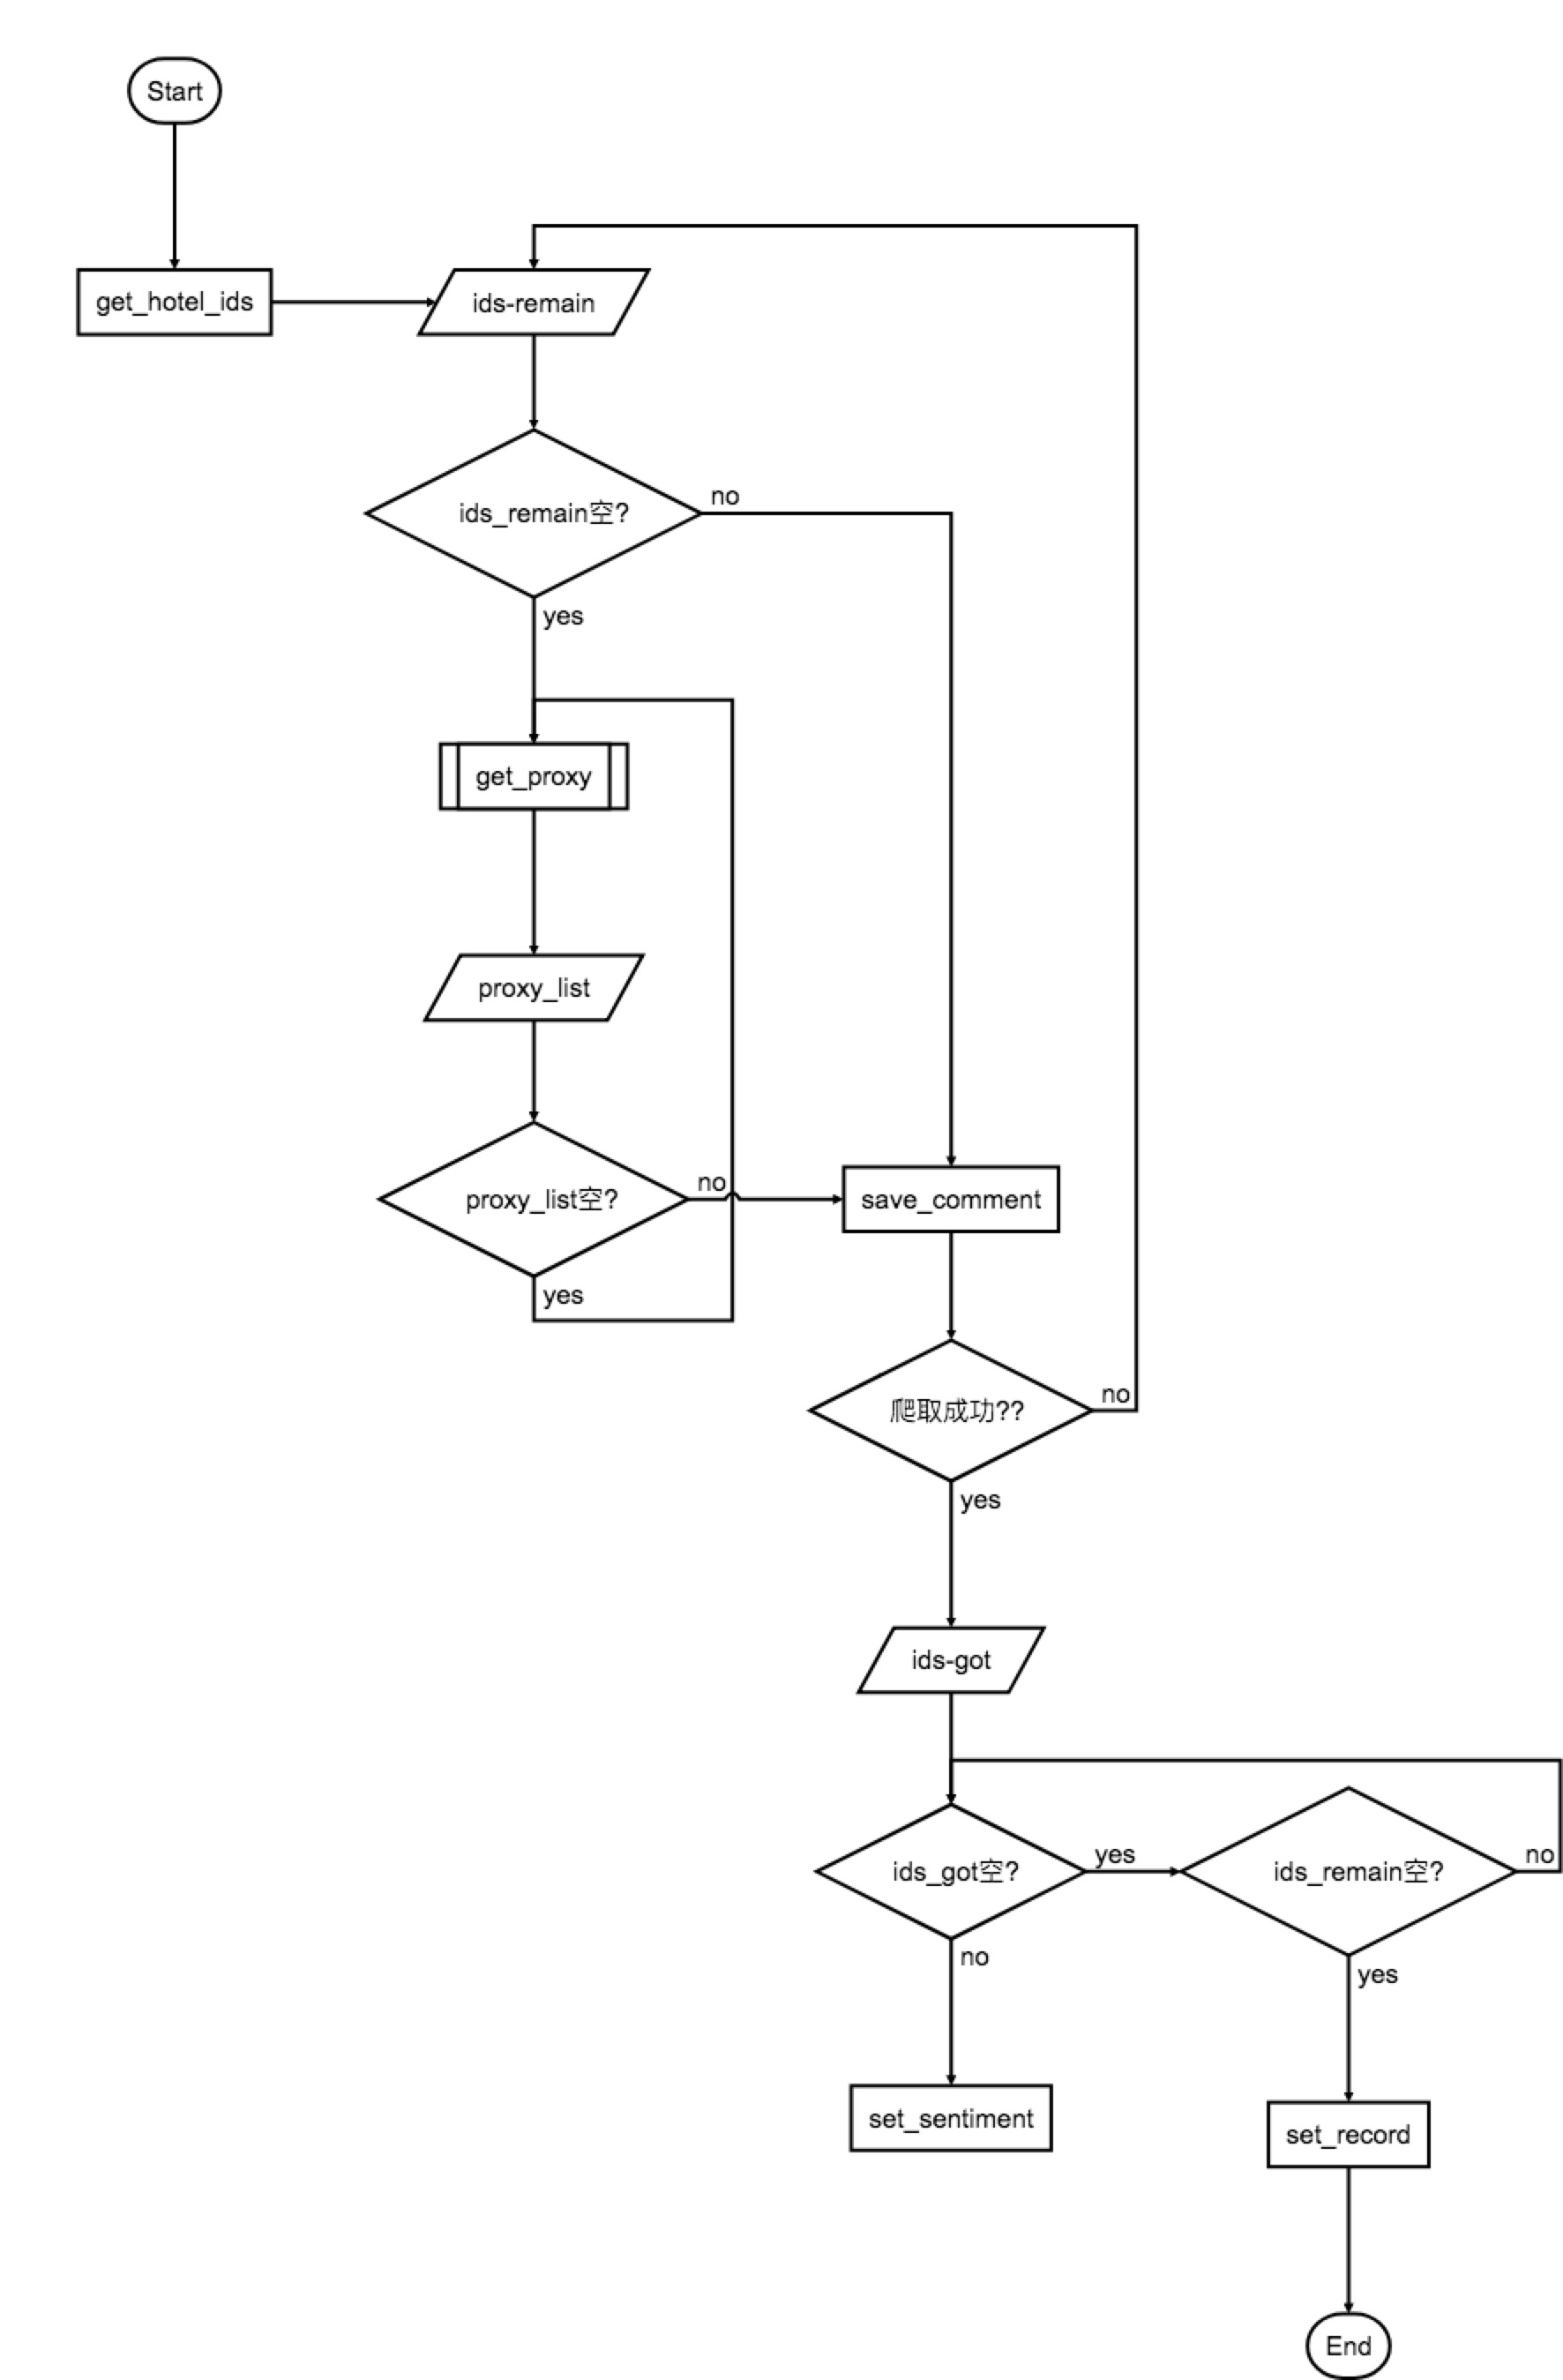 Start
get_hotel_ids
ids-remain
ids_remain空?
no
yes
get_proxy
proxy_list
proxy_list空?
no
yes
save_comment
爬取成功??
no
yes
ids-got
ids_got空?
yes
ids_remain空?
no
no
yes
set_sentiment
set_record
End